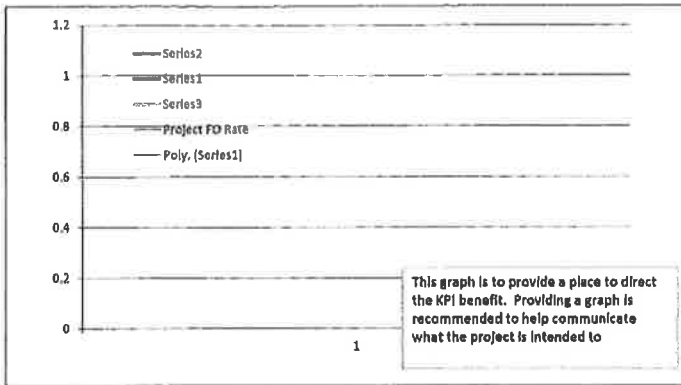 1.2
Series2
1
Series1
Series3
0.8
Project FO Rate
Poly. (Series1)
0.6
0.4
0.2
0
1
This graph is to provide a place to direct
the KPI benefit. Providing a graph is
recommended to help communicate
what the project is intended to